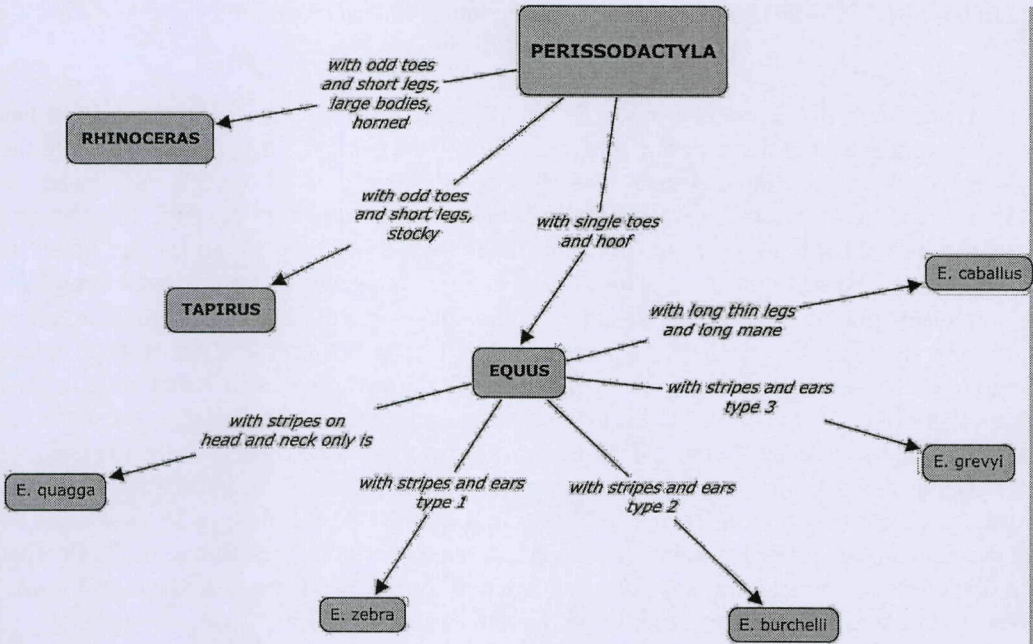 PERISSODACTYLA
with odd toes
and short legs,
large bodies,
horned
RHINOCERAS
with odd toes
and short legs,
stocky
with single toes
and hoof
TAPIRUS
E. caballus
with long thin legs
and long mane
EQUUS
with stripes and ears
type 3
with stripes on
head and neck only is
E. grevyi
E. quagga
with stripes and ears
type 1
with stripes and ears
type 2
E. zebra
E. burchelli